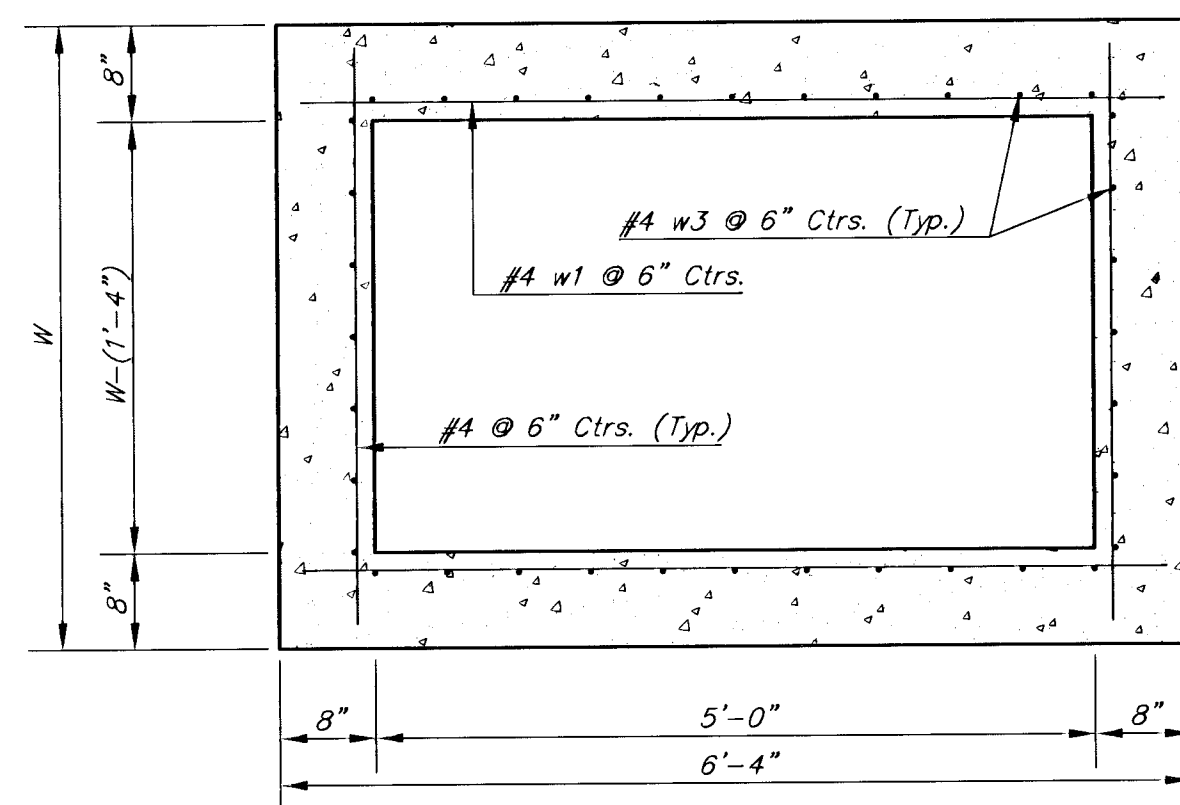 8"
W
W-(1'-4")
8"
#4 w3 @ 6" Ctrs. (Typ.)
#4 w1 @ 6" Ctrs.
#4 @ 6" Ctrs. (Typ.)
8"
5'-0"
8"
6'-4"